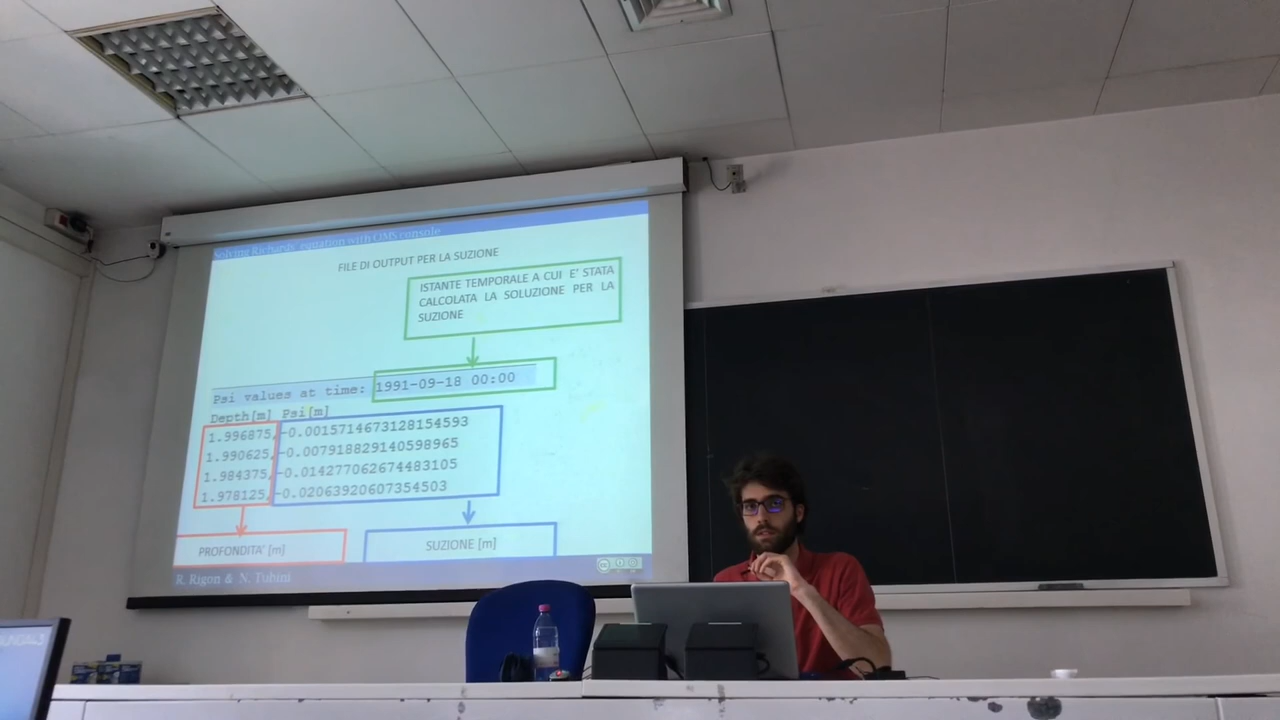 Solving Richards' equation with OMS console
FILE DI OUTPUT PER LA SUZIONE
ISTANTE TEMPORALE A CUI E' STATA
CALCOLATA LA SOLUZIONE PER LA
SUZIONE
Psi values at time: 1991-09-18 00:00
Depth[m] Psi[m]
1.996875,-0.0015714673128154593
1.990625,-0.007918829140598965
1.984375,-0.014277062674483105
1.978125,-0.02063920607354503
PROFONDITA' [m]
SUZIONE [m]
R. Rigon & N. Tubini